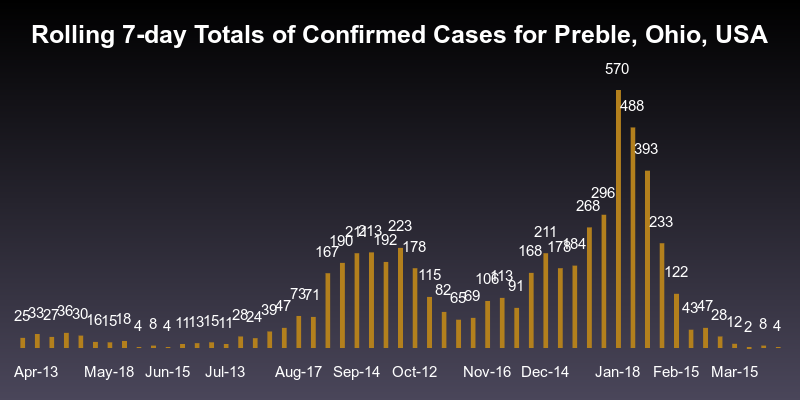 Rolling 7-day Totals of Confirmed Cases for Preble, Ohio, USA
25 33 27 36 30 16 15 18 4 8 4 11 13 15 11 28 24 39 47 73 71 167 190 213 192 223 178 115 82 65 69 106 113 91 168 211 178 184 268 296 570 488 393 233 122 43 47 28 12 2 8 4
Apr-13 May-18 Jun-15 Jul-13 Aug-17 Sep-14 Oct-12 Nov-16 Dec-14 Jan-18 Feb-15 Mar-15